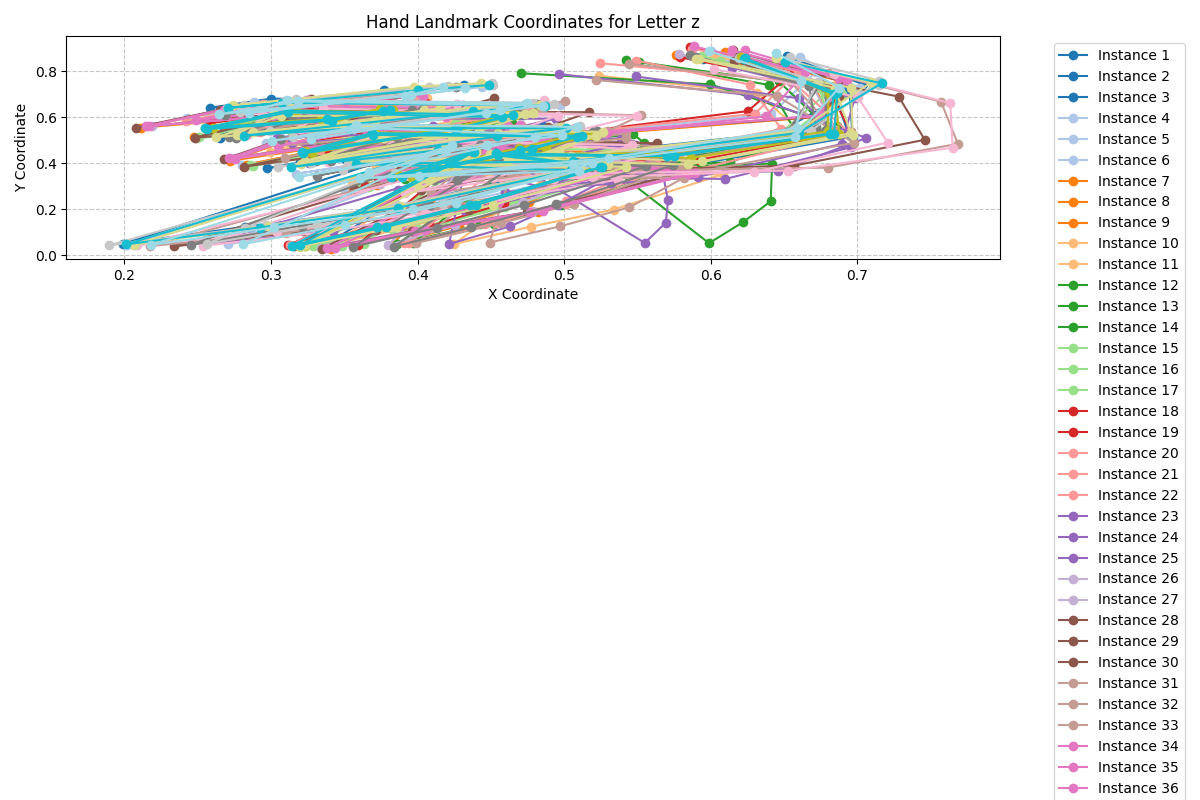 Hand Landmark Coordinates for Letter z
Y Coordinate
0.8
0.6
0.4
0.2
0.0
0.2
0.3
0.4
0.5
0.6
0.7
X Coordinate
Instance 1
Instance 2
Instance 3
Instance 4
Instance 5
Instance 6
Instance 7
Instance 8
Instance 9
Instance 10
Instance 11
Instance 12
Instance 13
Instance 14
Instance 15
Instance 16
Instance 17
Instance 18
Instance 19
Instance 20
Instance 21
Instance 22
Instance 23
Instance 24
Instance 25
Instance 26
Instance 27
Instance 28
Instance 29
Instance 30
Instance 31
Instance 32
Instance 33
Instance 34
Instance 35
Instance 36